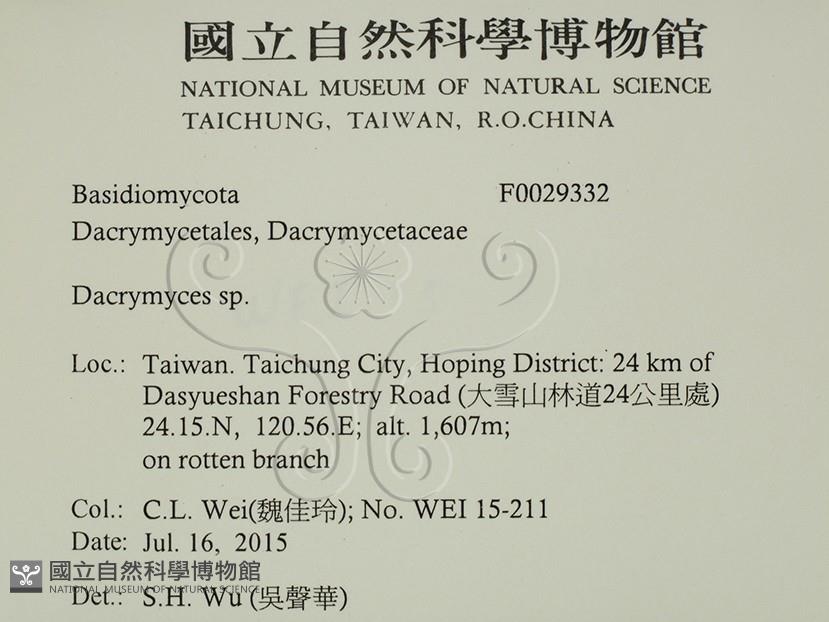 國立自然科學博物館
NATIONAL MUSEUM OF NATURAL SCIENCE
TAICHUNG, TAIWAN, R.O.CHINA
Basidiomycota F0029332
Dacrymycetales, Dacrymycetaceae
Dacrymyces sp.
Loc.: Taiwan. Taichung City, Hoping District: 24 km of
Dasyueshan Forestry Road (大雪山林道24公里處)
24.15.N, 120.56.E; alt. 1,607m;
on rotten branch
Col.: C.L. Wei(魏佳玲); No. WEI 15-211
Date: Jul. 16, 2015
國立自然科學博物館
NATIONAL MUSEUM OF NATURAL SCIENCE
Det.: S.H. Wu (吳聲華)